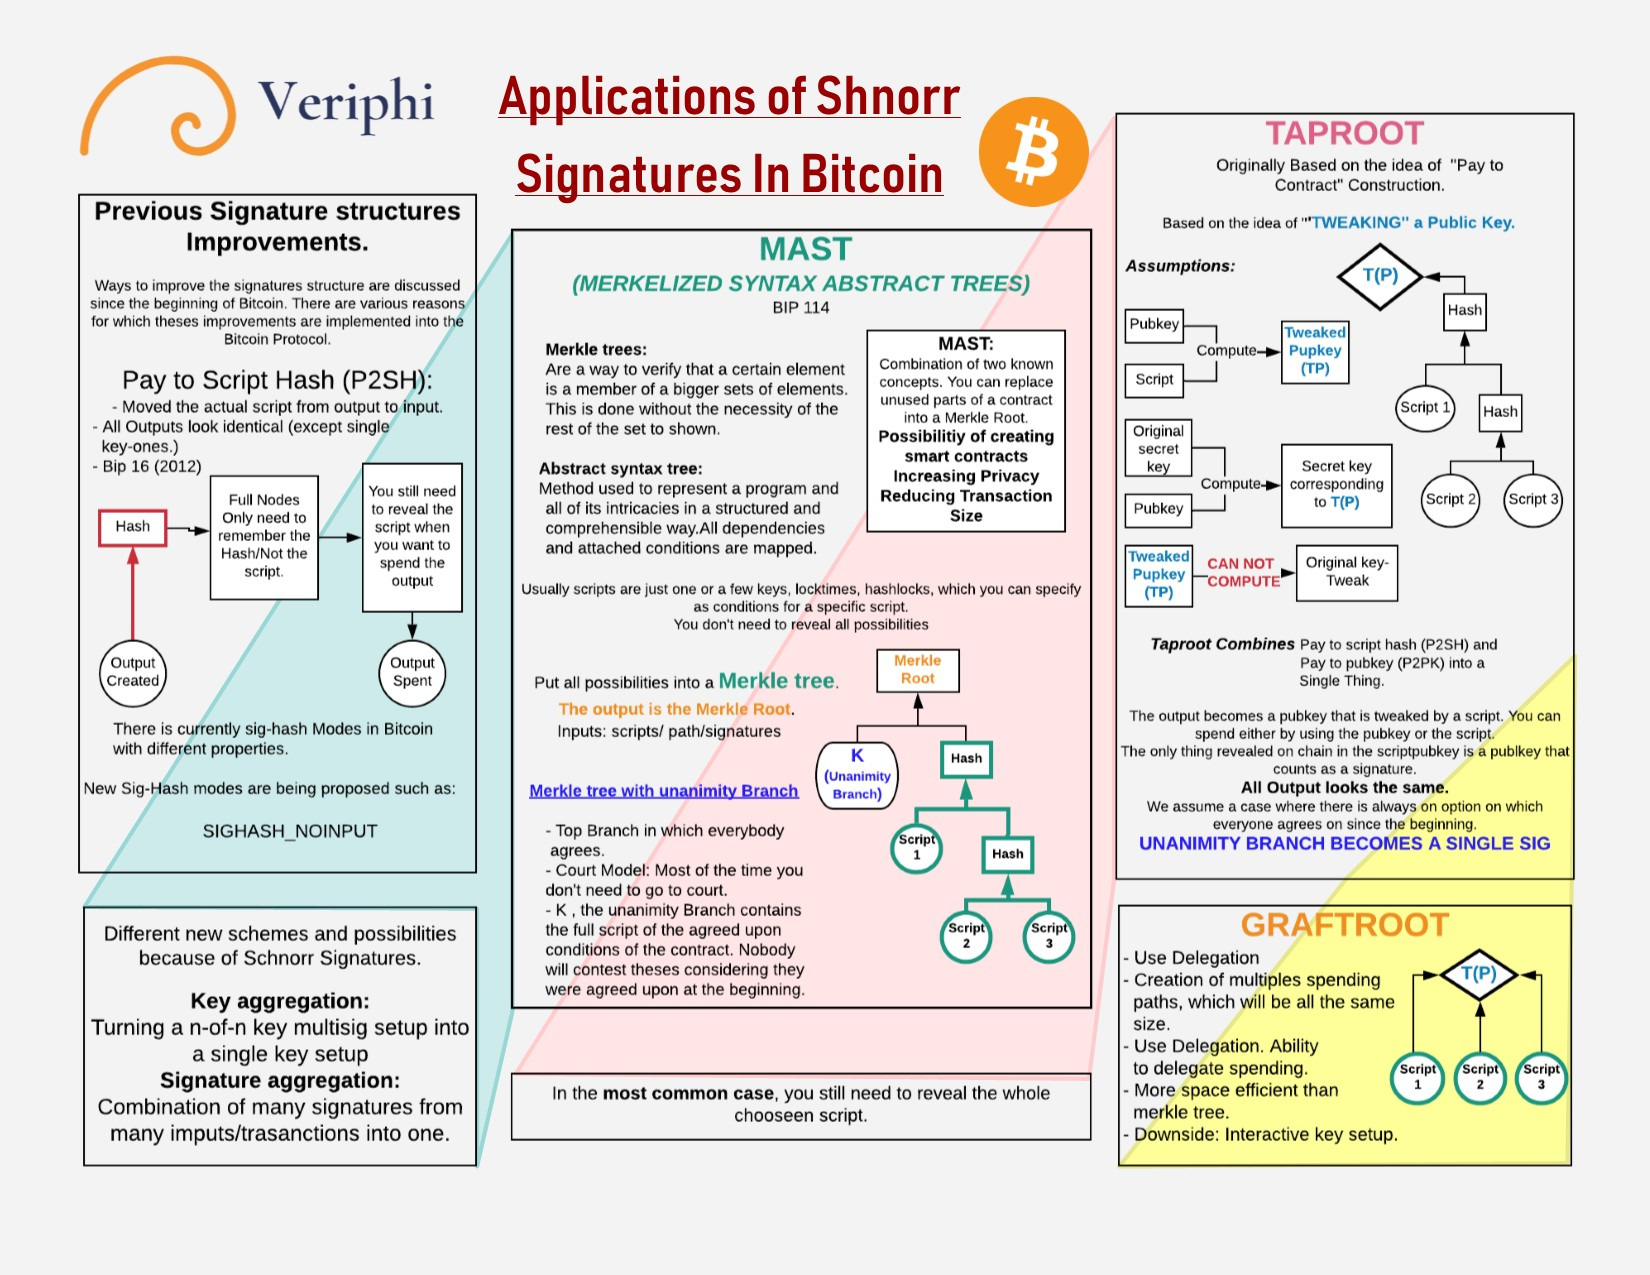 Veriphi
Applications of Shnorr
Signatures In Bitcoin
Previous Signature structures
Improvements.
Ways to improve the signatures structure are discussed
since the beginning of Bitcoin. There are various reasons
for which theses improvements are implemented into the
Bitcoin Protocol.
Pay to Script Hash (P2SH):
- Moved the actual script from output to input.
- All Outputs look identical (except single
key-ones.)
- Bip 16 (2012)
Hash
Full Nodes
Only need to
remember the
Hash/Not the
script.
You still need
to reveal the
script when
you want to
spend the
output
Output
Created
Output
Spent
There is currently sig-hash Modes in Bitcoin
with different properties.
New Sig-Hash modes are being proposed such as:
SIGHASH_NOINPUT
Different new schemes and possibilities
because of Schnorr Signatures.
Key aggregation:
Turning a n-of-n key multisig setup into
a single key setup
Signature aggregation:
Combination of many signatures from
many imputs/trasanctions into one.
MAST
(MERKELIZED SYNTAX ABSTRACT TREES)
BIP 114
Merkle trees:
Are a way to verify that a certain element
is a member of a bigger sets of elements.
This is done without the necessity of the
rest of the set to shown.
Abstract syntax tree:
Method used to represent a program and
all of its intricacies in a structured and
comprehensible way.All dependencies
and attached conditions are mapped.
MAST:
Combination of two known
concepts. You can replace
unused parts of a contract
into a Merkle Root.
Possibilitiy of creating
smart contracts
Increasing Privacy
Reducing Transaction
Size
Usually scripts are just one or a few keys, locktimes, hashlocks, which you can specify
as conditions for a specific script.
You don't need to reveal all possibilities
Put all possibilities into a Merkle tree.
The output is the Merkle Root.
Inputs: scripts/ path/signatures
Merkle tree with unanimity Branch
- Top Branch in which everybody
agrees.
- Court Model: Most of the time you
don't need to go to court.
- K , the unanimity Branch contains
the full script of the agreed upon
conditions of the contract. Nobody
will contest theses considering they
were agreed upon at the beginning.
Merkle
Root
K
(Unanimity
Branch)
Hash
Script
1
Hash
Script
2
Script
3
In the most common case, you still need to reveal the whole
chooseen script.
TAPROOT
Originally Based on the idea of "Pay to
Contract" Construction.
Based on the idea of "'TWEAKING" a Public Key.
Assumptions:
Pubkey
Script
Compute
Tweaked
Pupkey
(TP)
Original
secret
key
Pubkey
Compute
Secret key
corresponding
to T(P)
Tweaked
Pupkey
(TP)
CAN NOT
COMPUTE
Original key-
Tweak
T(P)
Hash
Script 1
Hash
Script 2
Script 3
Taproot Combines Pay to script hash (P2SH) and
Pay to pubkey (P2PK) into a
Single Thing.
The output becomes a pubkey that is tweaked by a script. You can
spend either by using the pubkey or the script.
The only thing revealed on chain in the scriptpubkey is a publkey that
counts as a signature.
All Output looks the same.
We assume a case where there is always on option on which
everyone agrees on since the beginning.
UNANIMITY BRANCH BECOMES A SINGLE SIG
GRAFTROOT
- Use Delegation
- Creation of multiples spending
paths, which will be all the same
size.
- Use Delegation. Ability
to delegate spending.
- More space efficient than
merkle tree.
- Downside: Interactive key setup.
T(P)
Script
1
Script
2
Script
3